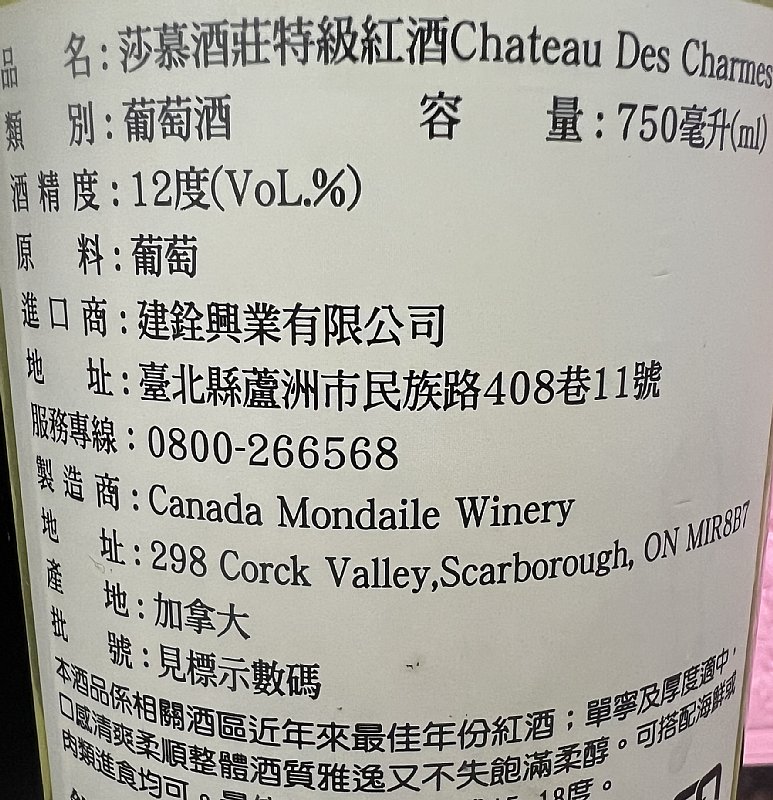 品 名:莎慕酒莊特級紅酒Chateau Des Charmes
類 別:葡萄酒 容 量:750毫升(ml)
酒精度:12度(VoL.%)
原 料:葡萄
進口商:建銓興業有限公司
地 址:臺北縣蘆洲市民族路408巷11號
服務專線:0800-266568
製造商:Canada Mondaile Winery
地 址:298 Corck Valley,Scarborough, ON MIR8B7
產 地:加拿大
批 號:見標示數碼
本酒品係相關酒區近年來最佳年份紅酒；單寧及厚度適中，
口感清爽柔順整體酒質雅逸又不失飽滿柔醇。可搭配海鮮或
肉類進食均可。
18度。